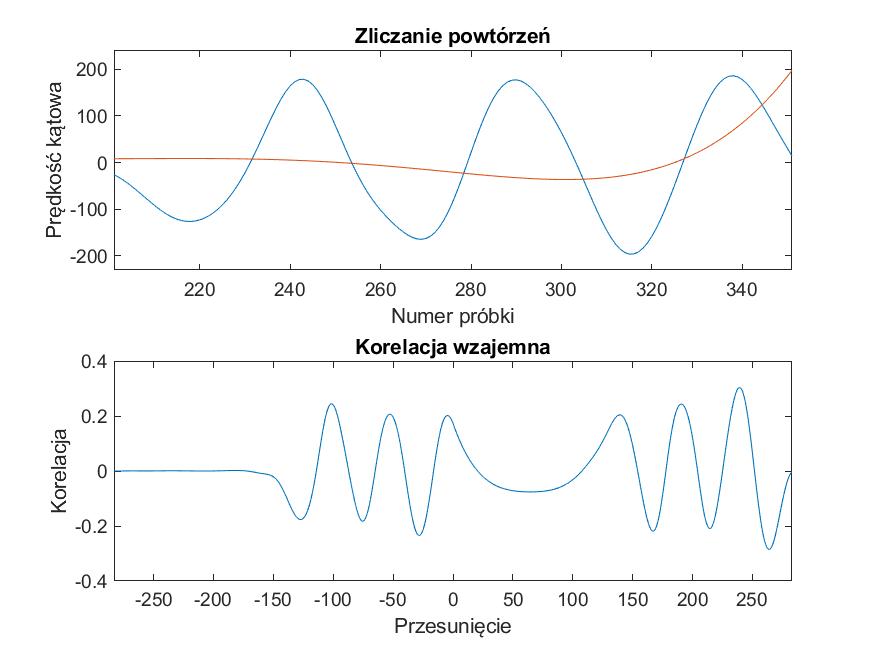 Zliczanie powtórzeń
200
100
0
-100
-200
Prędkość kątowa
220 240 260 280 300 320 340
Numer próbki
Korelacja wzajemna
0.4
0.2
0
-0.2
-0.4
Korelacja
-250 -200 -150 -100 -50 0 50 100 150 200 250
Przesunięcie